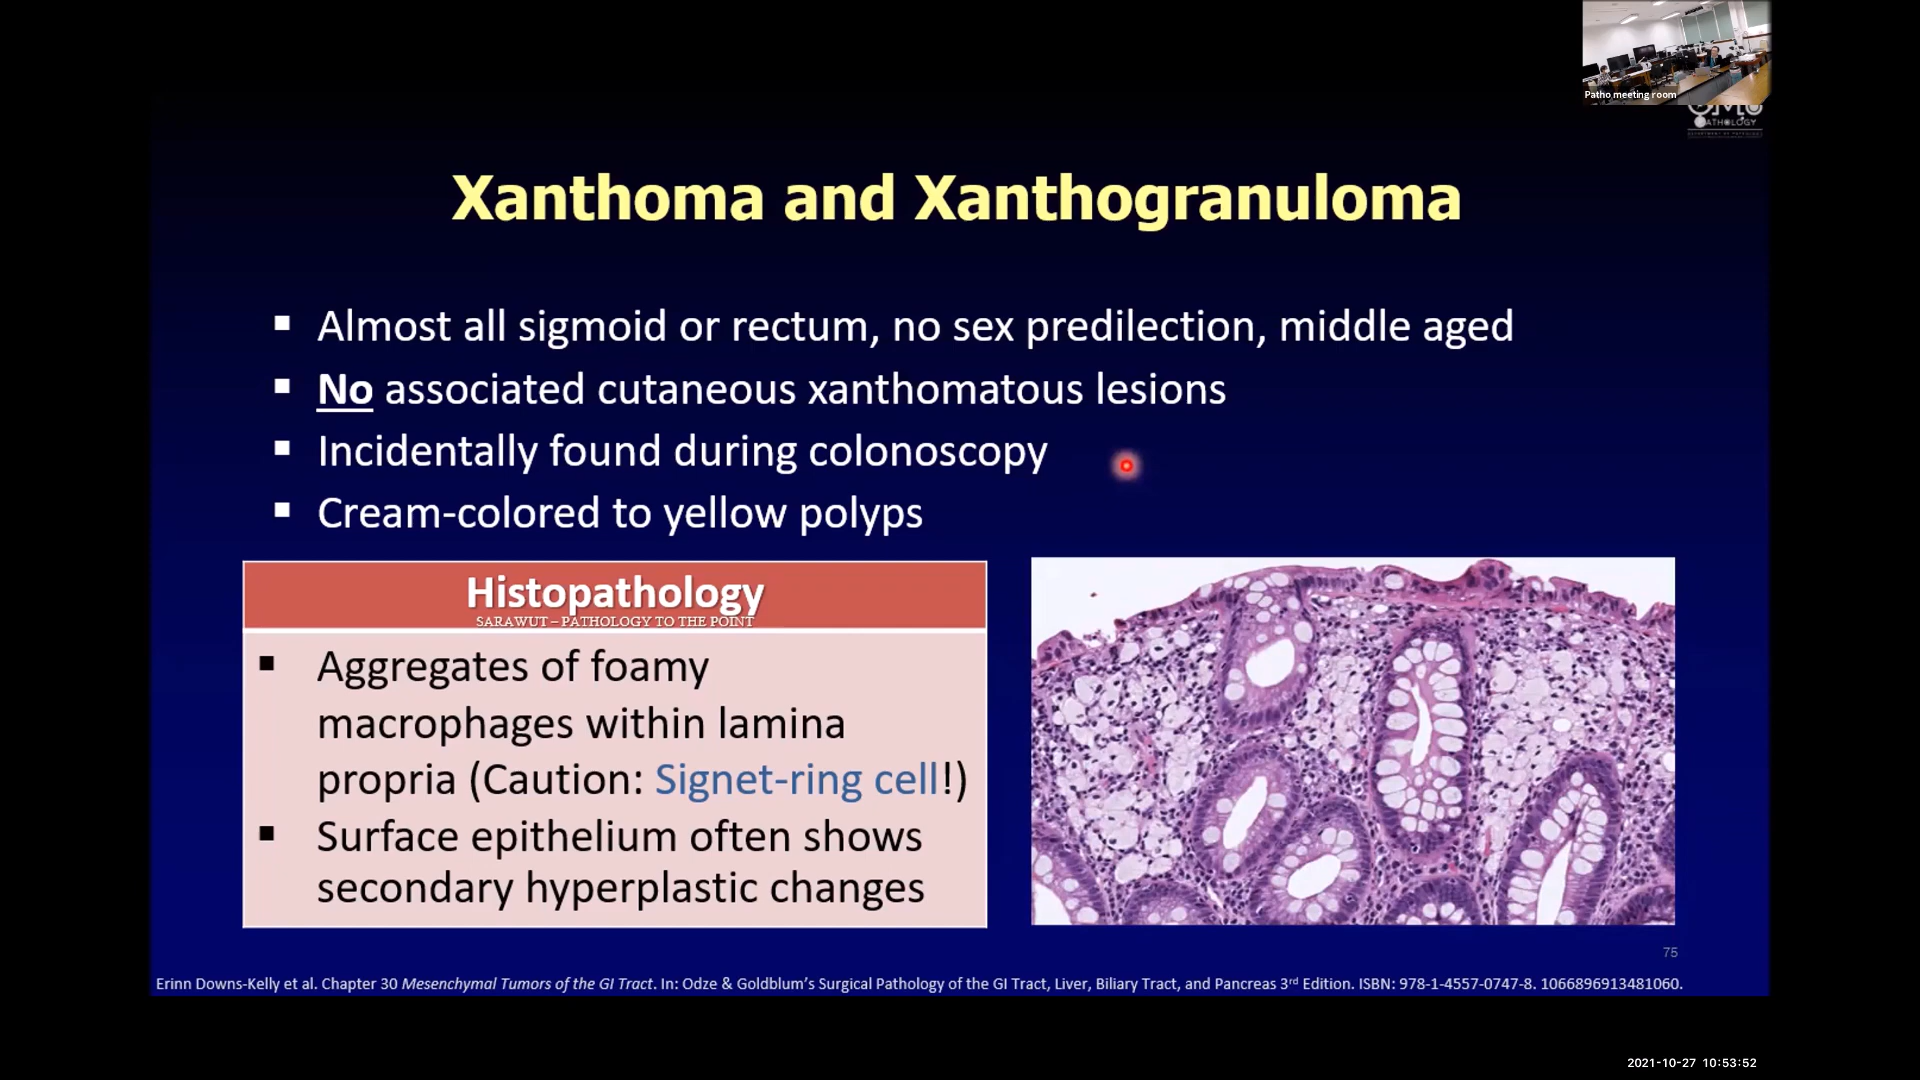 Patho meeting room
PATHOLOGY
Xanthoma and Xanthogranuloma
▪ Almost all sigmoid or rectum, no sex predilection, middle aged
▪ No associated cutaneous xanthomatous lesions
▪ Incidentally found during colonoscopy
▪ Cream-colored to yellow polyps
Histopathology
SARAWUT – PATHOLOGY TO THE POINT
▪ Aggregates of foamy
macrophages within lamina
propria (Caution: Signet-ring cell!)
▪ Surface epithelium often shows
secondary hyperplastic changes
75
Erinn Downs-Kelly et al. Chapter 30 Mesenchymal Tumors of the GI Tract. In: Odze & Goldblum's Surgical Pathology of the GI Tract, Liver, Biliary Tract, and Pancreas 3rd Edition. ISBN: 978-1-4557-0747-8. 1066896913481060.
2021-10-27 10:53:52